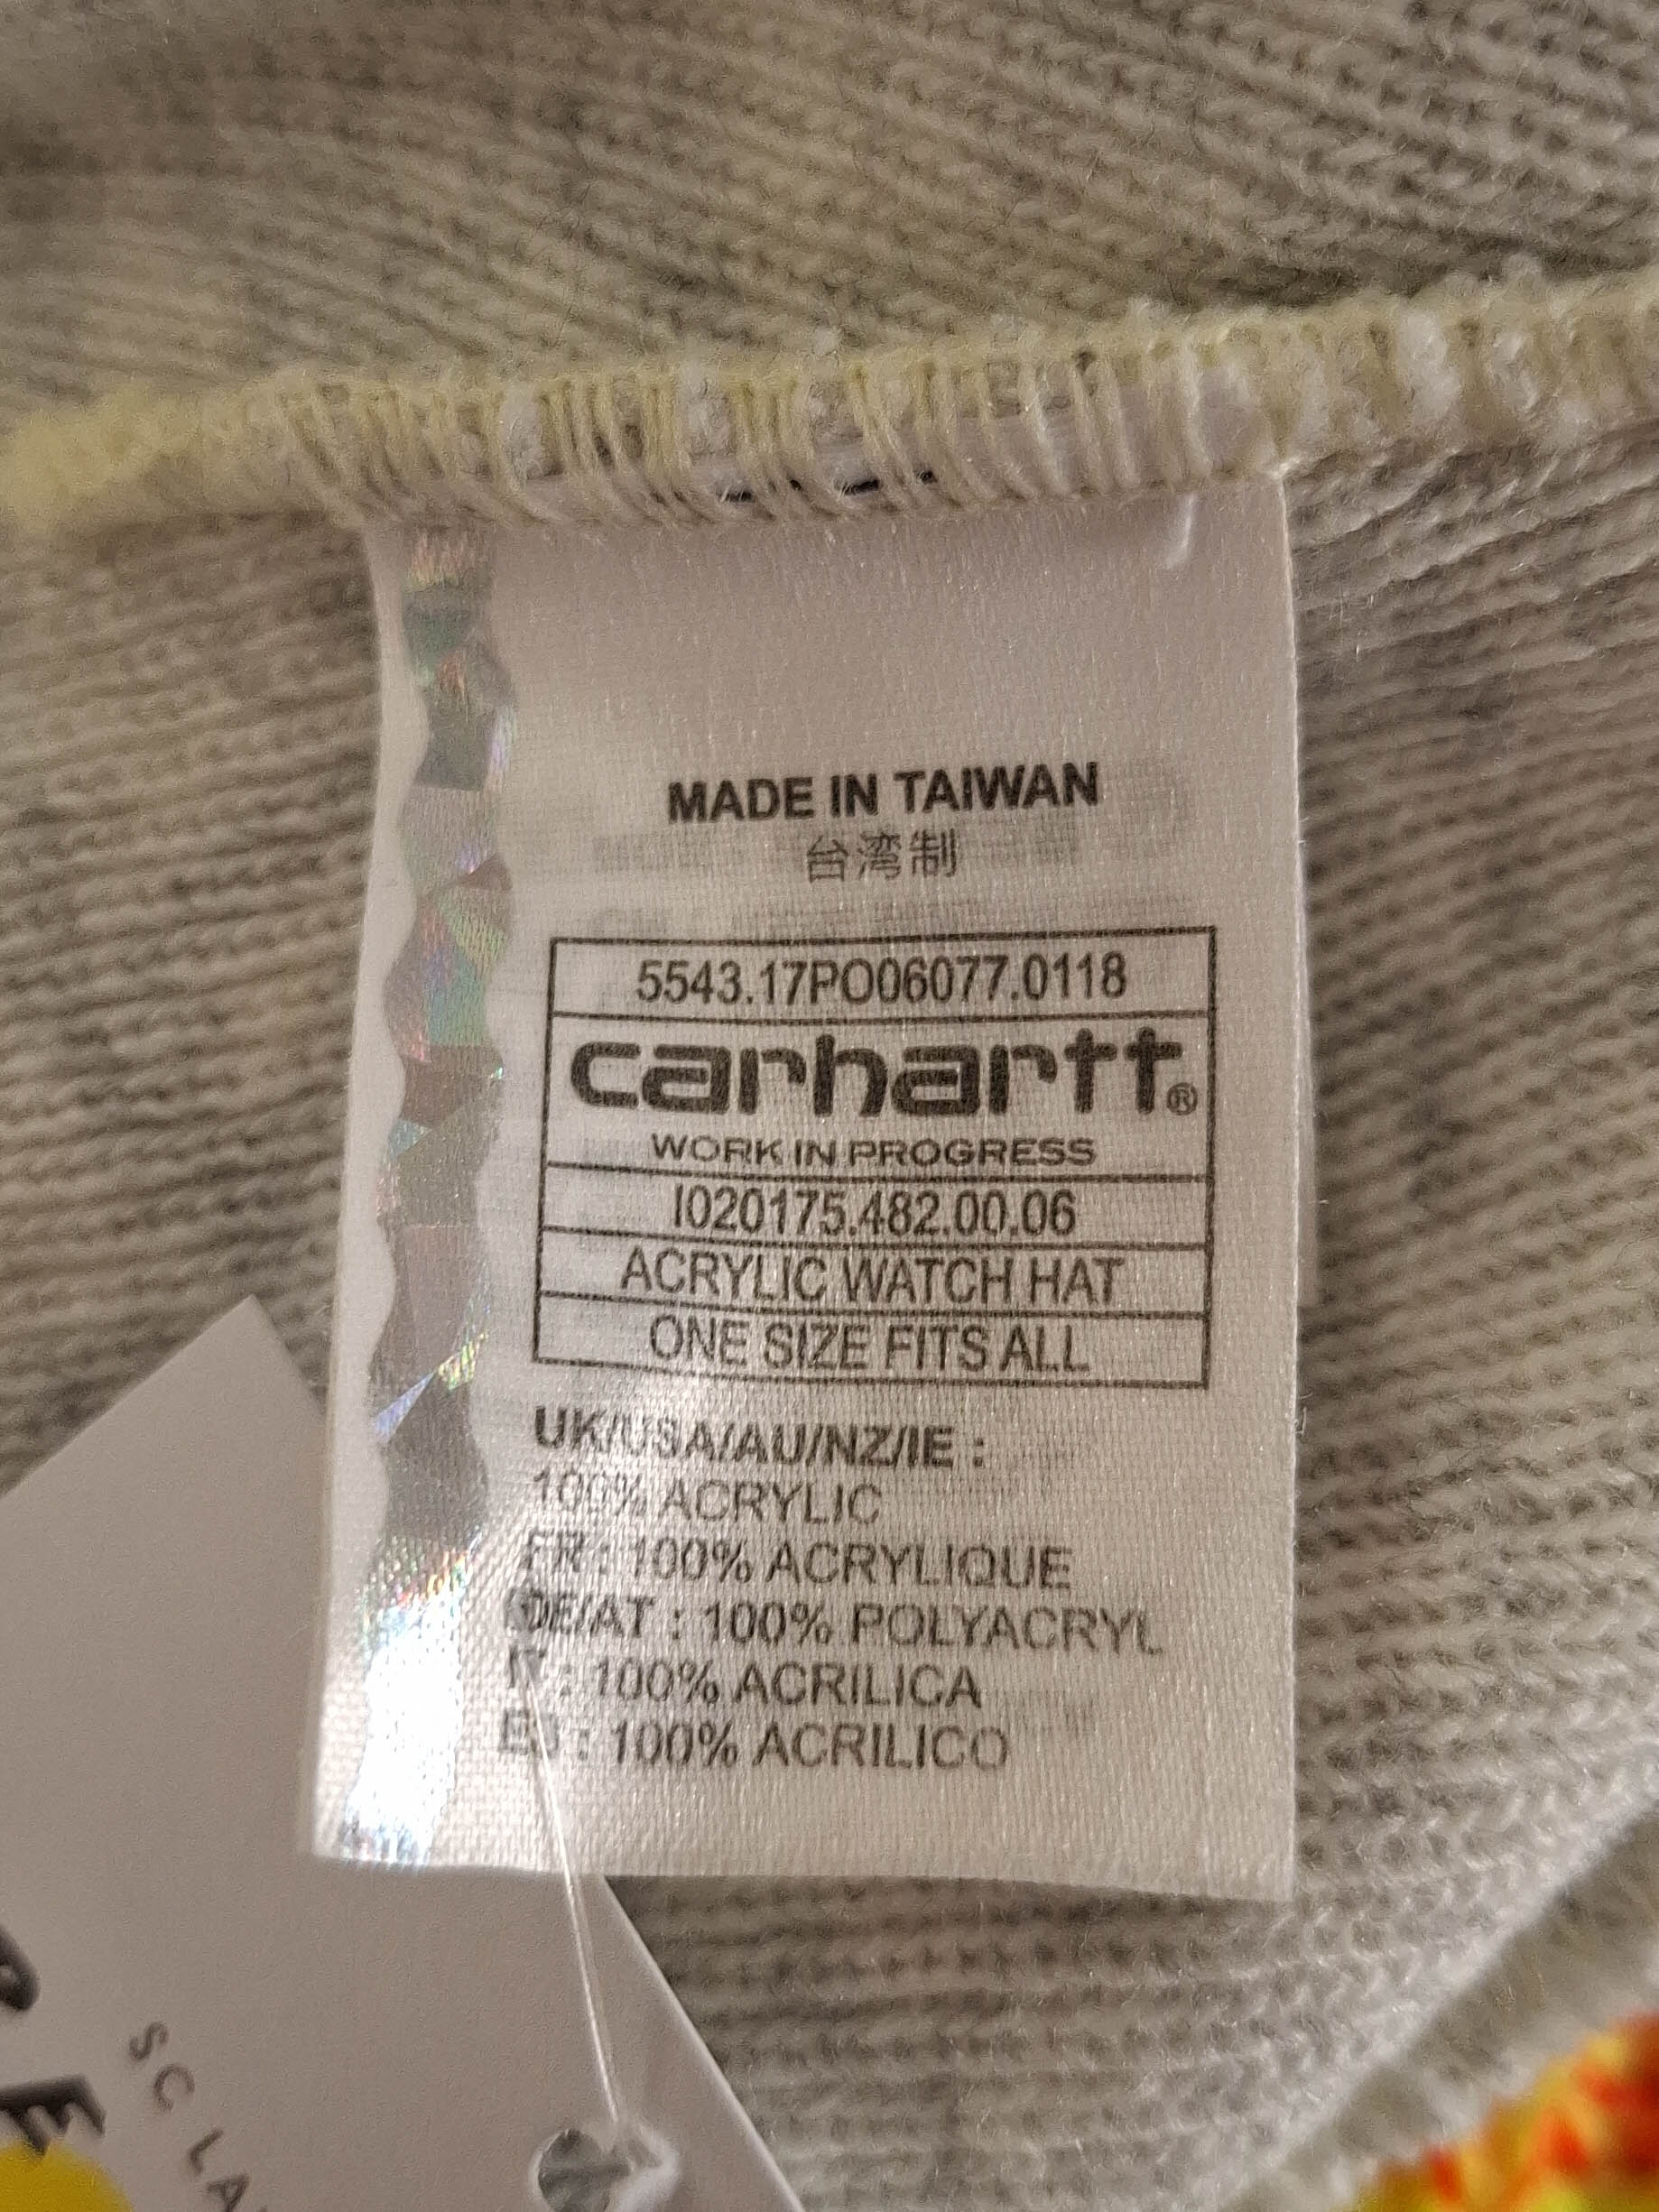 MADE IN TAIWAN
台湾制
5543.17PO06077.0118
carhartt®
WORK IN PROGRESS
I020175.482.00.06
ACRYLIC WATCH HAT
ONE SIZE FITS ALL
UK/USA/AU/NZ/IE :
100% ACRYLIC
FR : 100% ACRYLIQUE
DE/AT : 100% POLYACRYL
IT : 100% ACRILICA
ES : 100% ACRILICO
SC LA